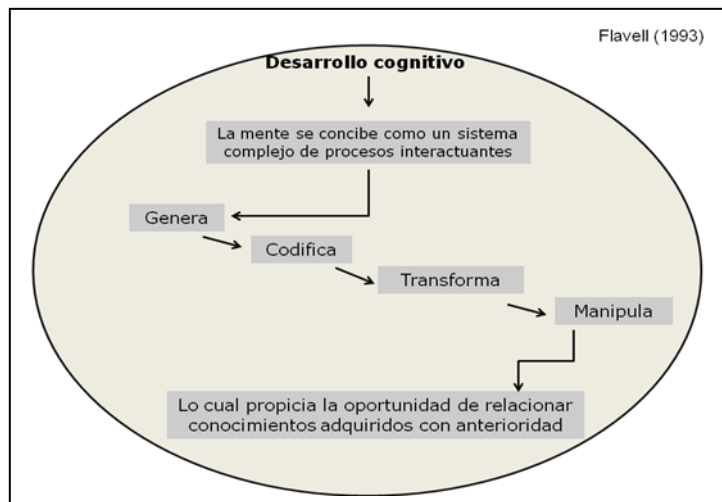 Flavell (1993)
Desarrollo cognitivo
La mente se concibe como un sistema
complejo de procesos interactuantes
Genera
Codifica
Transforma
Manipula
Lo cual propicia la oportunidad de relacionar
conocimientos adquiridos con anterioridad